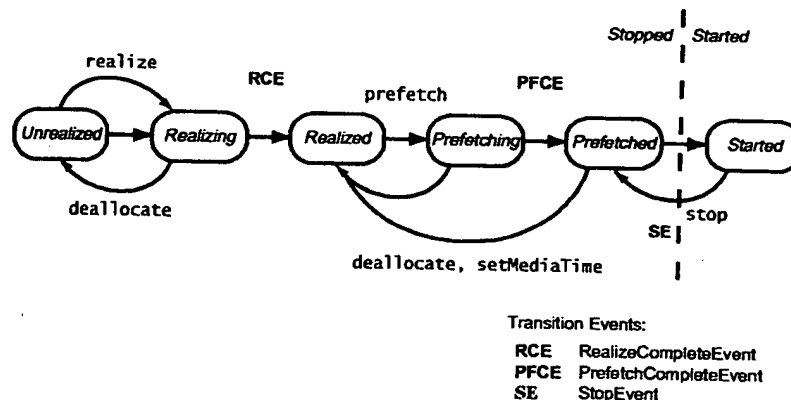 Stopped Started
realize
RCE
PFCE
prefetch
Unrealized Realizing Realized Prefetching Prefetched Started
deallocate
stop
SE
deallocate, setMediaTime
Transition Events:
RCE RealizeCompleteEvent
PFCE PrefetchCompleteEvent
SE StopEvent